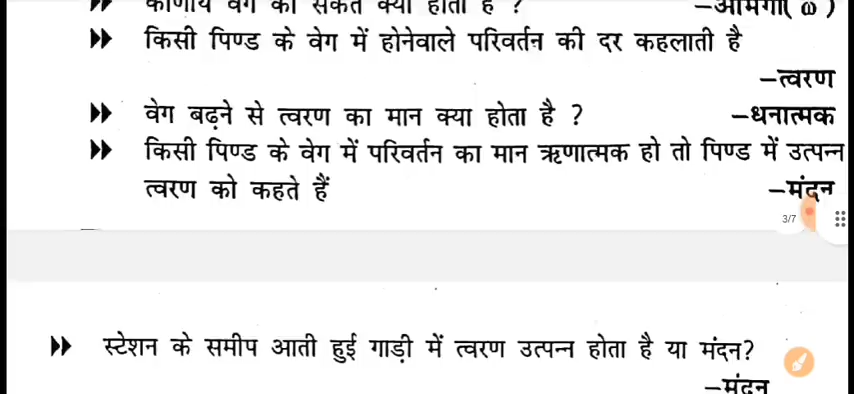 कोणीय वेग का संकेत क्या होता है ? –ओमेगा( ω )
किसी पिण्ड के वेग में होनेवाले परिवर्तन की दर कहलाती है
–त्वरण
वेग बढ़ने से त्वरण का मान क्या होता है ? –धनात्मक
किसी पिण्ड के वेग में परिवर्तन का मान ऋणात्मक हो तो पिण्ड में उत्पन्न
त्वरण को कहते हैं –मंदन
3/7
स्टेशन के समीप आती हुई गाड़ी में त्वरण उत्पन्न होता है या मंदन?
–मंदन